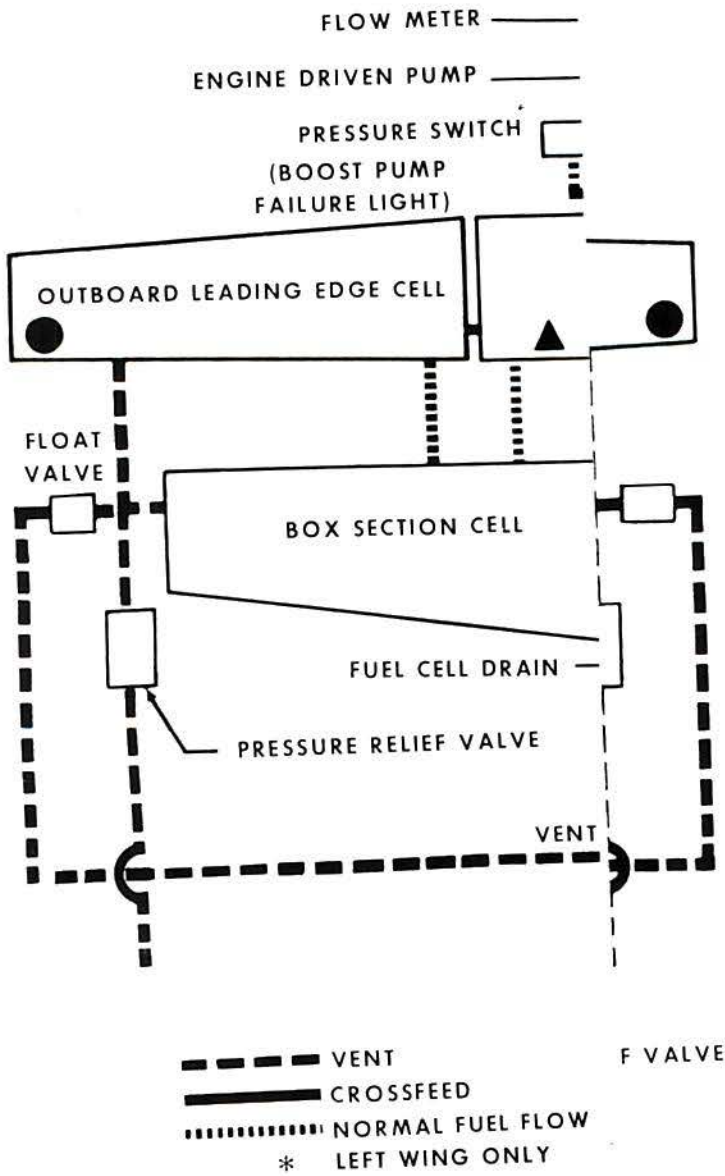 FLOW METER
ENGINE DRIVEN PUMP
PRESSURE SWITCH
(BOOST PUMP
FAILURE LIGHT)
OUTBOARD LEADING EDGE CELL
FLOAT
VALVE
BOX SECTION CELL
FUEL CELL DRAIN
PRESSURE RELIEF VALVE
VENT
VENT
F VALVE
CROSSFEED
NORMAL FUEL FLOW
* LEFT WING ONLY